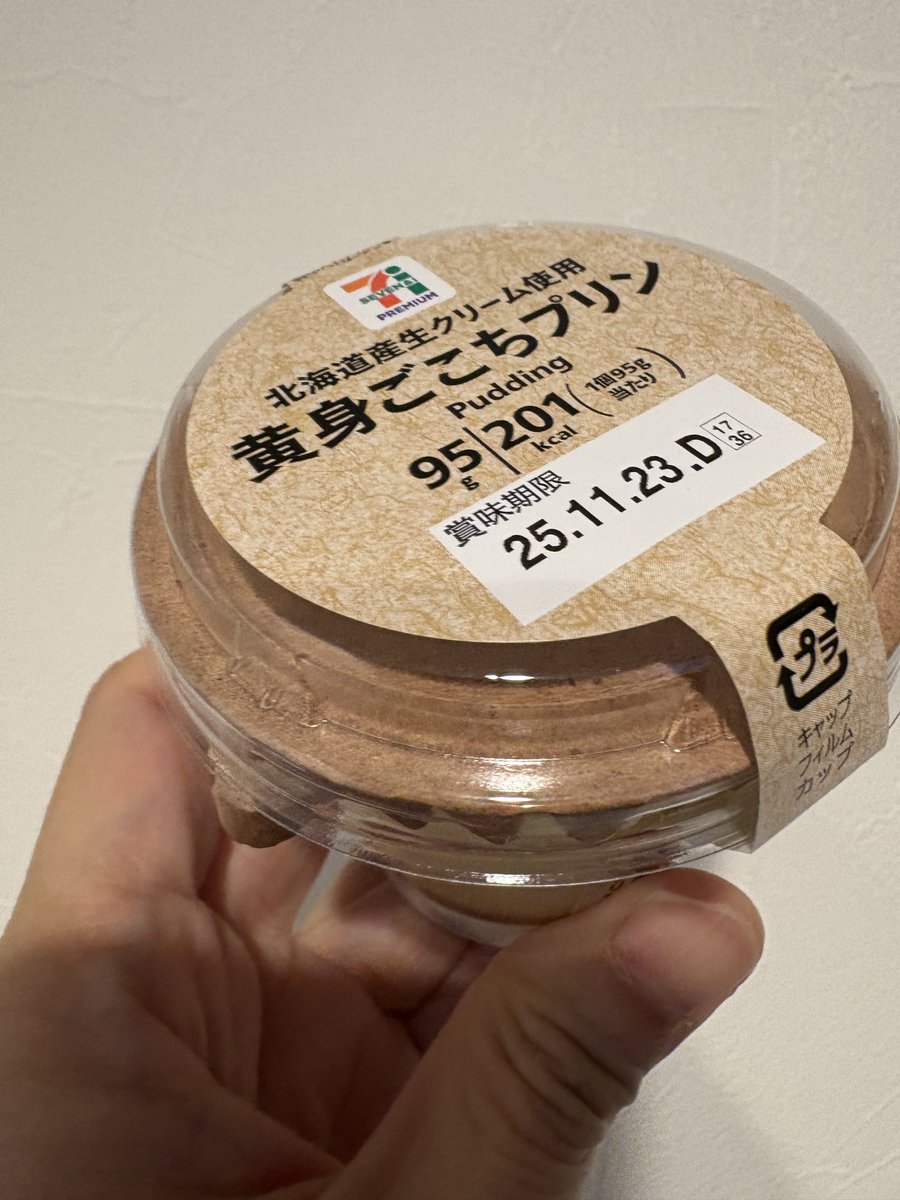 SEVEN&i
PREMIUM
北海道産生クリーム使用
黄身ごこちプリン
Pudding
95g 201kcal (1個95g当たり)
賞味期限
25.11.23.D 17 36
プラ
キャップ
フィルム
カップ